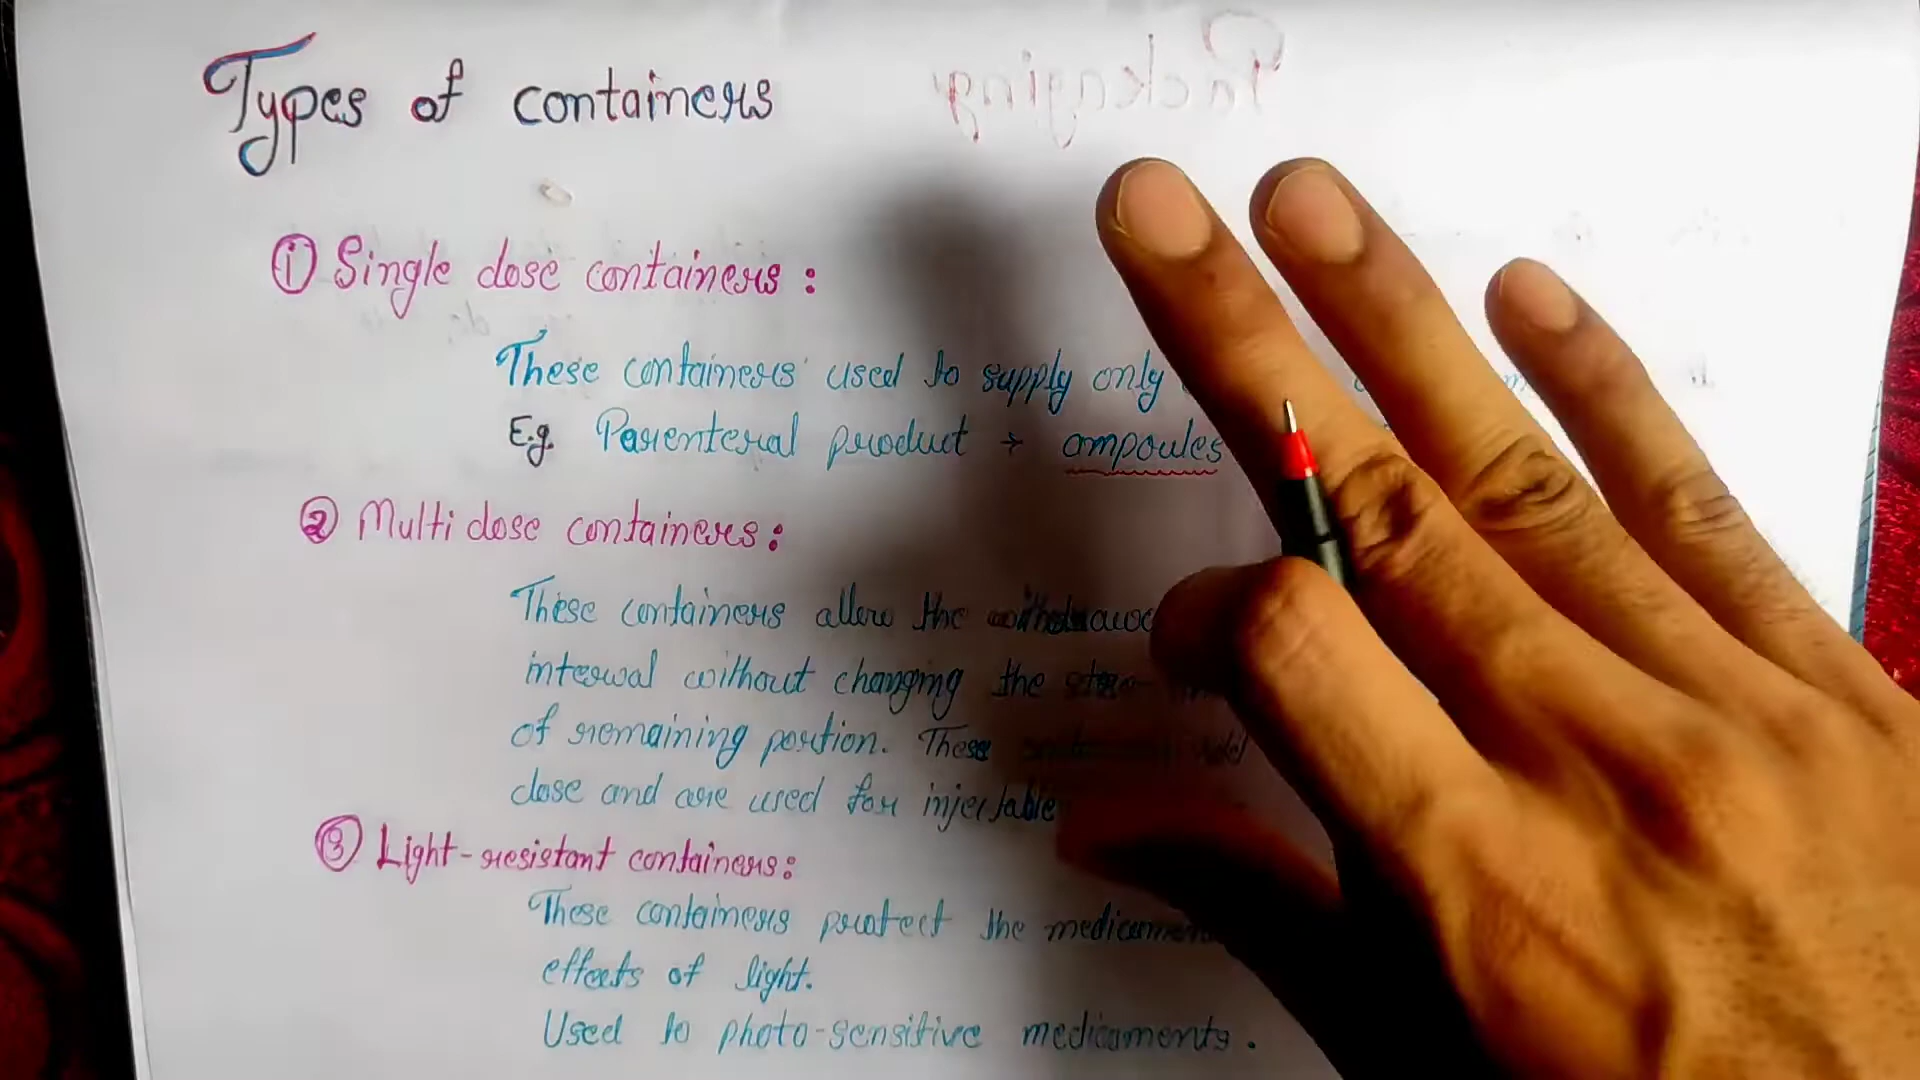 Types of containers
① Single dose containers :
These containers used to supply only
E.g. Parenteral product → ampoules
② Multi dose containers :
These containers allow the
interval without changing the
of remaining portion. These
dose and are used for injectable
③ Light-resistant containers :
These containers protect the
effects of light.
Used to photo-sensitive medicaments.